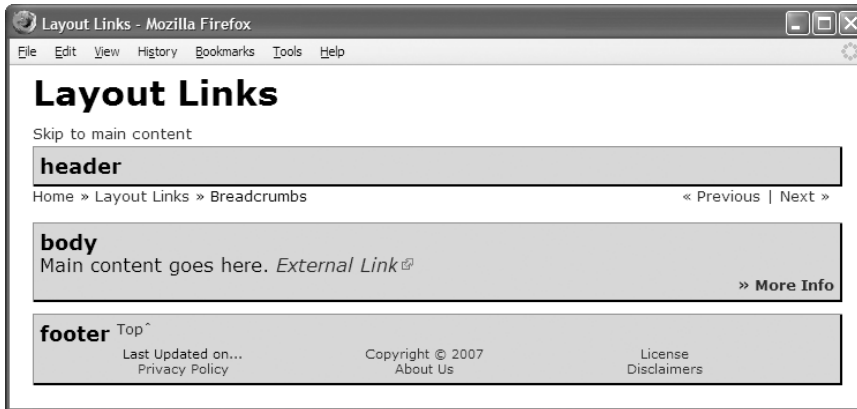 Layout Links - Mozilla Firefox
File Edit View History Bookmarks Tools Help
Layout Links
Skip to main content
header
Home » Layout Links » Breadcrumbs « Previous | Next »
body
Main content goes here. External Link
» More Info
footer Topˆ
Last Updated on... Copyright © 2007 License
Privacy Policy About Us Disclaimers